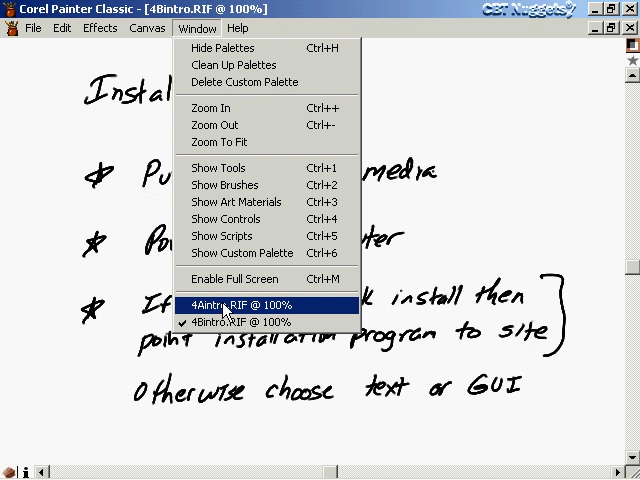 Corel Painter Classic - [4Bintro.RIF @ 100%]
CBT Nuggets
File Edit Effects Canvas Window Help
Hide Palettes Ctrl+H
Clean Up Palettes
Delete Custom Palette
Zoom In Ctrl++
Zoom Out Ctrl+-
Zoom To Fit
Show Tools Ctrl+1
Show Brushes Ctrl+2
Show Art Materials Ctrl+3
Show Controls Ctrl+4
Show Scripts Ctrl+5
Show Custom Palette Ctrl+6
Enable Full Screen Ctrl+M
4Aintro.RIF @ 100%
4Bintro.RIF @ 100%
Instal
* Pu media
* Po ter
* If k install then
point installation program to site
Otherwise choose text or GUI